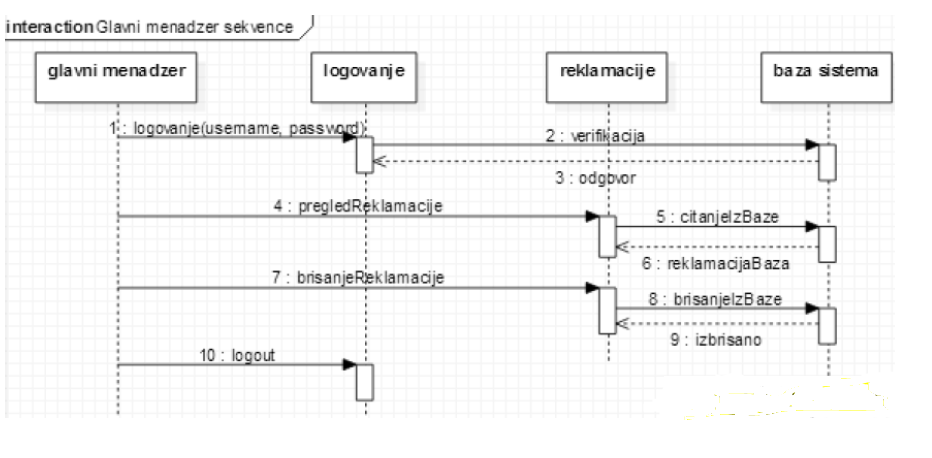 interaction Glavni menadzer sekvence
glavni menadzer
logovanje
reklamacije
baza sistema
1 : logovanje(username, password)
2 : verifikacija
3 : odgovor
4 : pregledReklamacije
5 : citanjeIzBaze
6 : reklamacijaBaza
7 : brisanjeReklamacije
8 : brisanjeIzBaze
9 : izbrisano
10 : logout